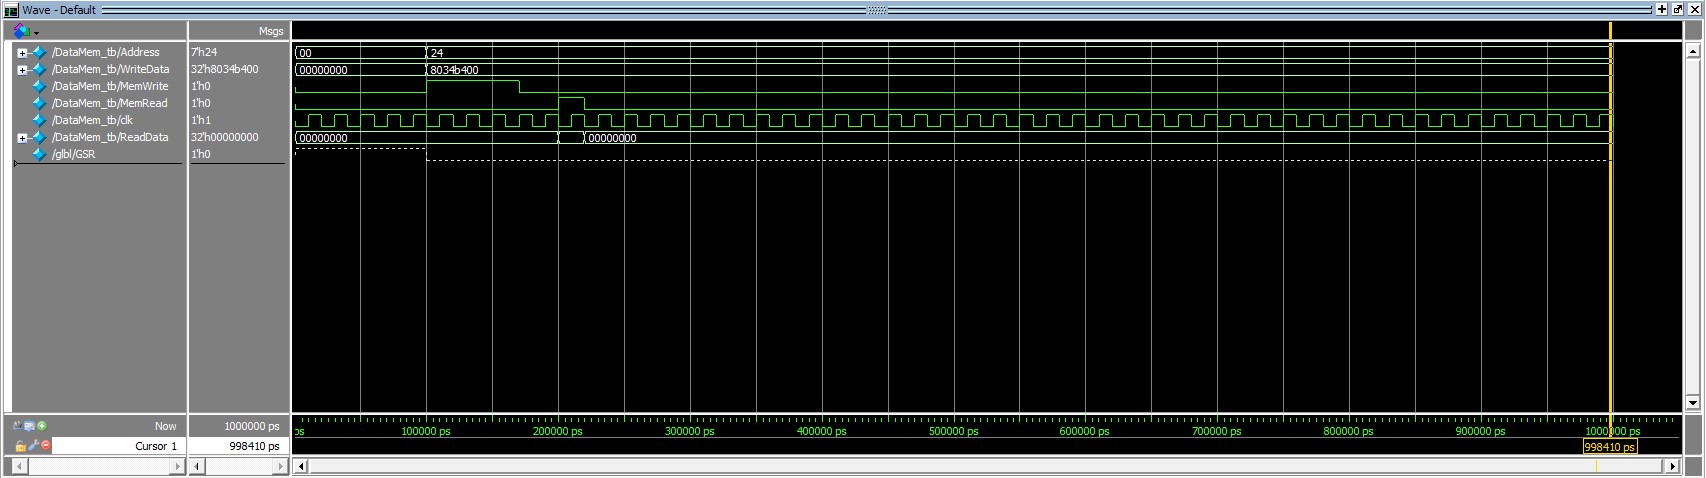 Wave - Default
Msgs
/DataMem_tb/Address 7'h24 00 24
/DataMem_tb/WriteData 32'h8034b400 00000000 8034b400
/DataMem_tb/MemWrite 1'h0
/DataMem_tb/MemRead 1'h0
/DataMem_tb/clk 1'h1
/DataMem_tb/ReadData 32'h00000000 00000000 00000000
/glbl/GSR 1'h0
Now 1000000 ps ps 100000 ps 200000 ps 300000 ps 400000 ps 500000 ps 600000 ps 700000 ps 800000 ps 900000 ps 1000000 ps
Cursor 1 998410 ps 998410 ps